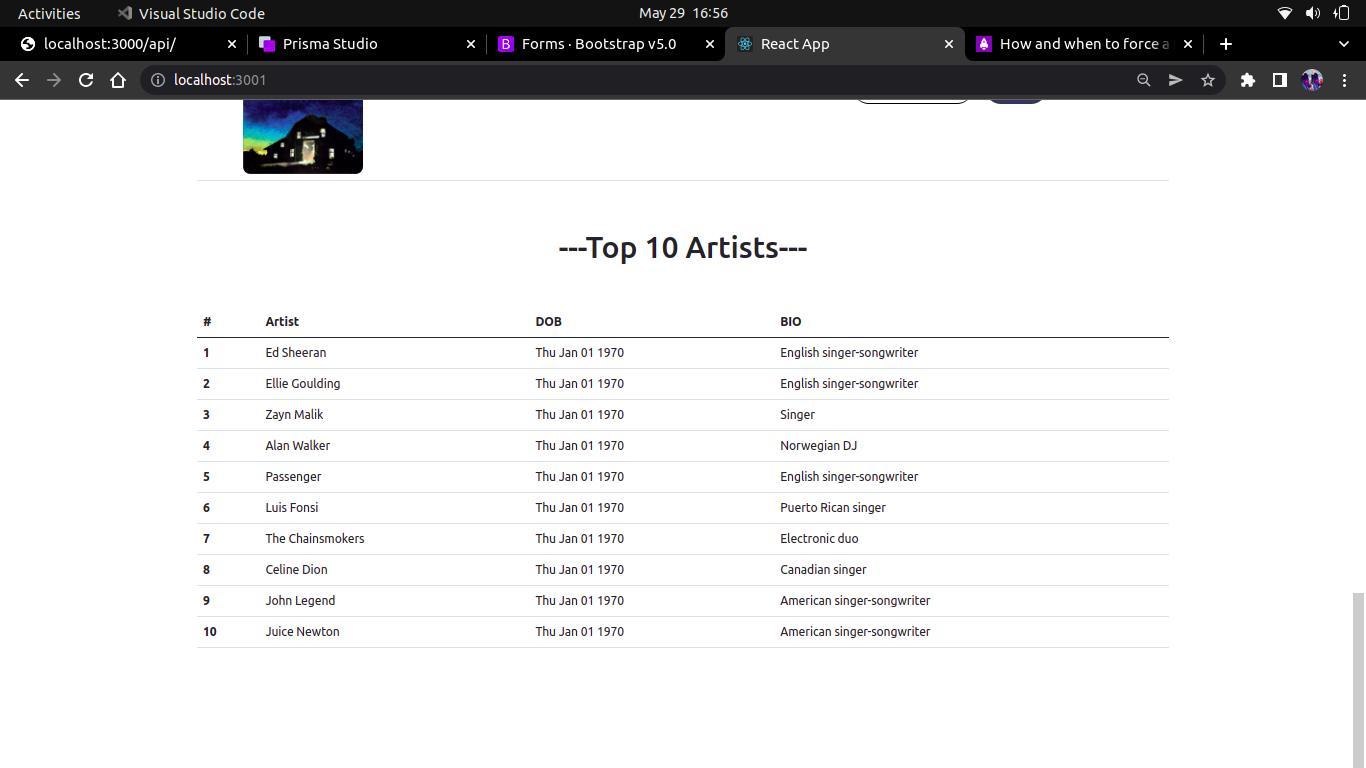 Activities Visual Studio Code May 29 16:56
localhost:3000/api/ Prisma Studio Forms · Bootstrap v5.0 React App How and when to force a
localhost:3001
---Top 10 Artists---
# Artist DOB BIO
1 Ed Sheeran Thu Jan 01 1970 English singer-songwriter
2 Ellie Goulding Thu Jan 01 1970 English singer-songwriter
3 Zayn Malik Thu Jan 01 1970 Singer
4 Alan Walker Thu Jan 01 1970 Norwegian DJ
5 Passenger Thu Jan 01 1970 English singer-songwriter
6 Luis Fonsi Thu Jan 01 1970 Puerto Rican singer
7 The Chainsmokers Thu Jan 01 1970 Electronic duo
8 Celine Dion Thu Jan 01 1970 Canadian singer
9 John Legend Thu Jan 01 1970 American singer-songwriter
10 Juice Newton Thu Jan 01 1970 American singer-songwriter